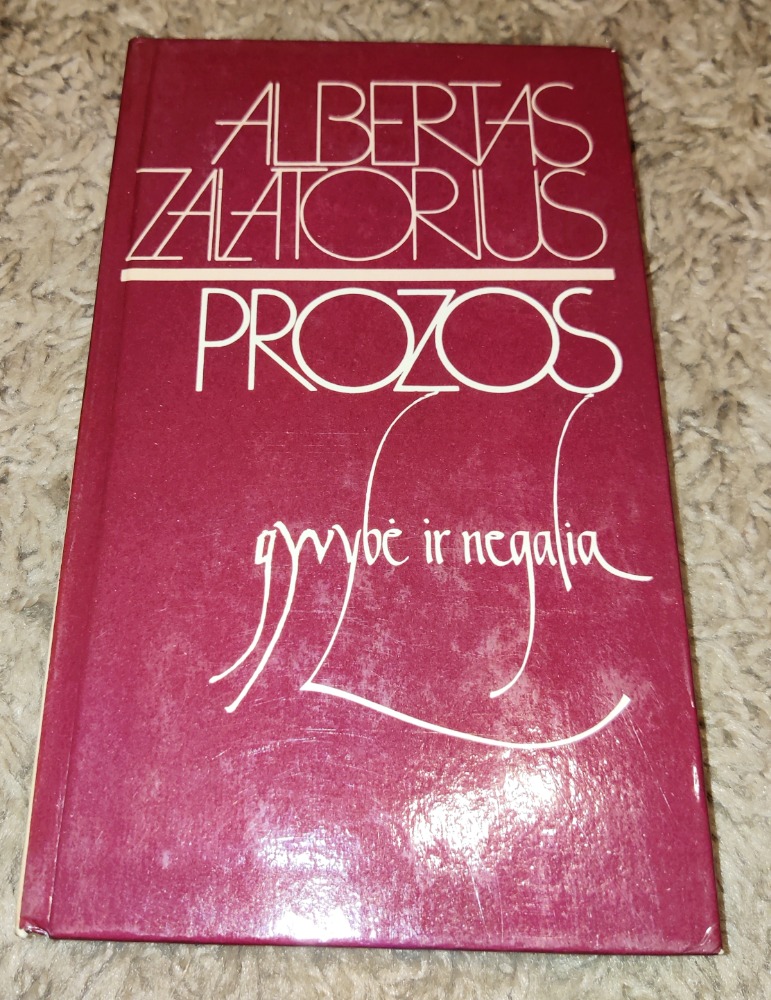 ALBERTAS
ZALATORIUS
PROZOS
gyvybė ir negalia